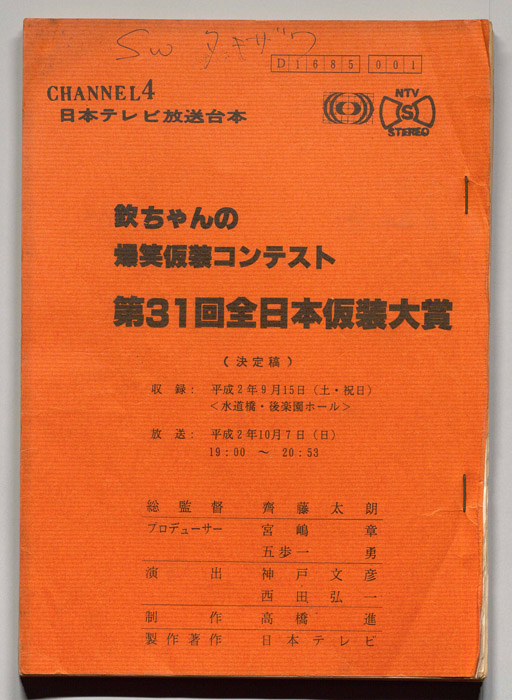 SW アキザワ
D1685 001
CHANNEL4
日本テレビ放送台本
NTV
S
STEREO
欽ちゃんの
爆笑仮装コンテスト
第31回全日本仮装大賞
(決定稿)
収録: 平成2年9月15日(土・祝日)
<水道橋・後楽園ホール>
放送: 平成2年10月7日(日)
19:00 ～ 20:53
総監督 齊藤太朗
プロデューサー 宮嶋章
五歩一勇
演出 神戸文彦
西田弘一
制作 高橋進
製作著作 日本テレビ